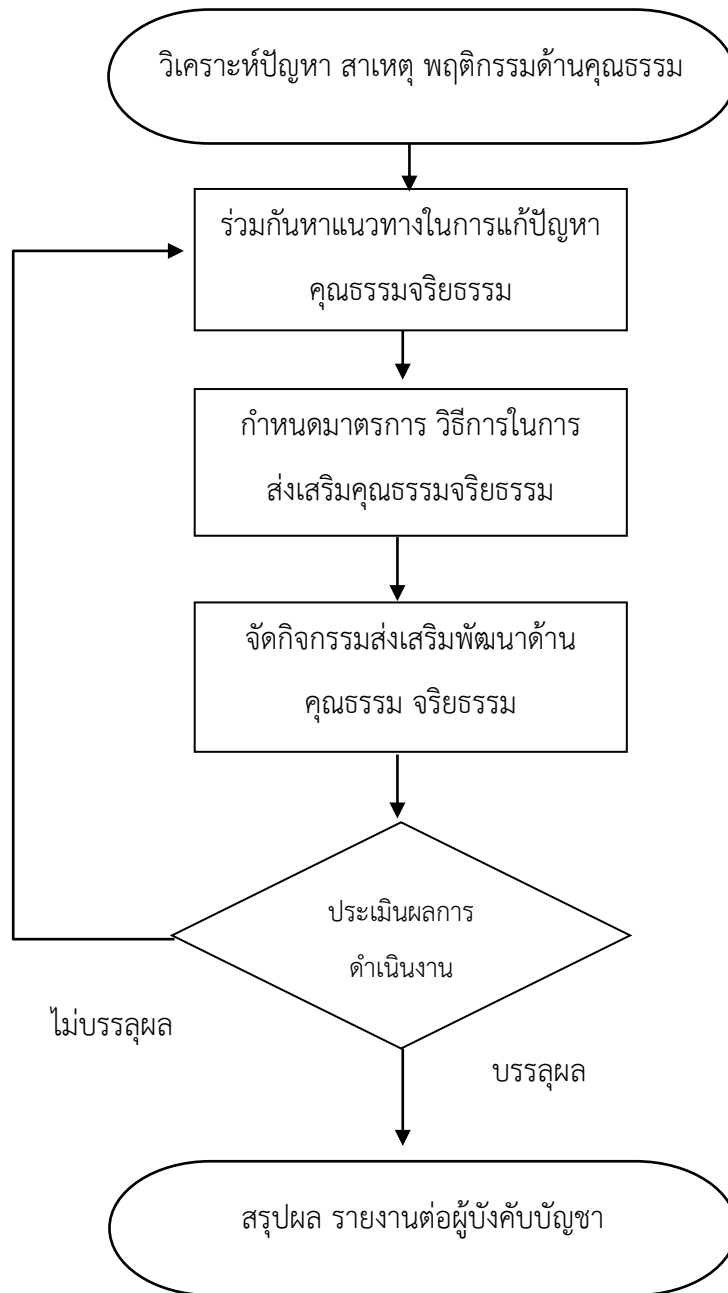 วิเคราะห์ปัญหา สาเหตุ พฤติกรรมด้านคุณธรรม
ร่วมกันหาแนวทางในการแก้ปัญหา
คุณธรรมจริยธรรม
กำหนดมาตรการ วิธีการในการ
ส่งเสริมคุณธรรมจริยธรรม
จัดกิจกรรมส่งเสริมพัฒนาด้าน
คุณธรรม จริยธรรม
ประเมินผลการ
ดำเนินงาน
ไม่บรรลุผล
บรรลุผล
สรุปผล รายงานต่อผู้บังคับบัญชา